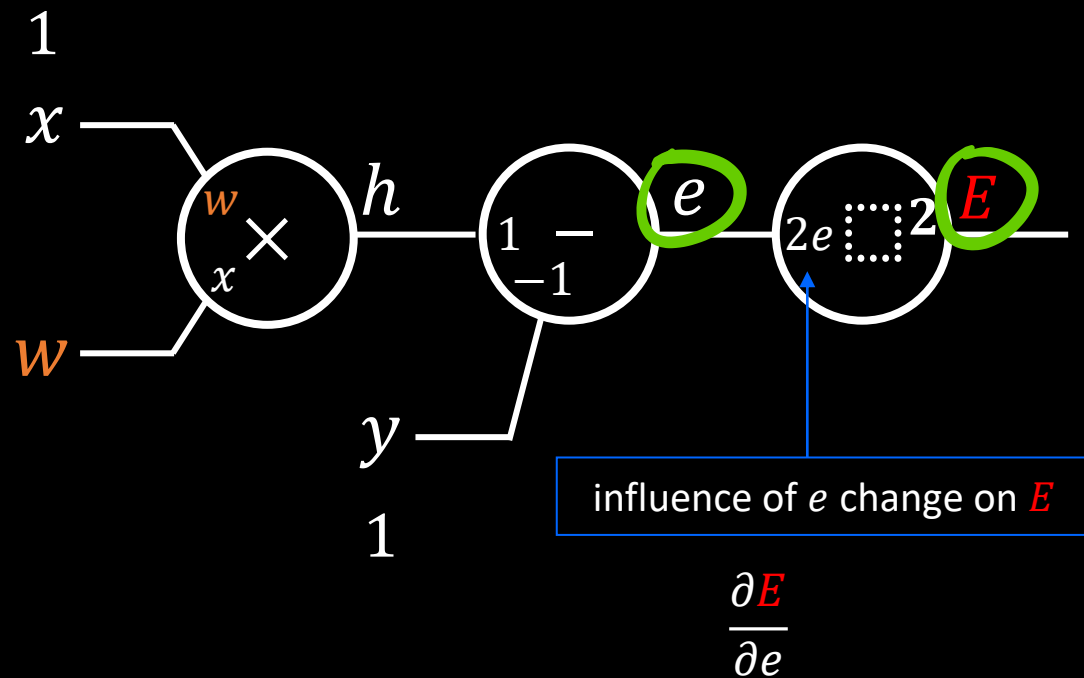 1
x
w
w
x
×
h
1 −
−1
e
2e 2
E
y
1
influence of e change on E
∂E
∂e